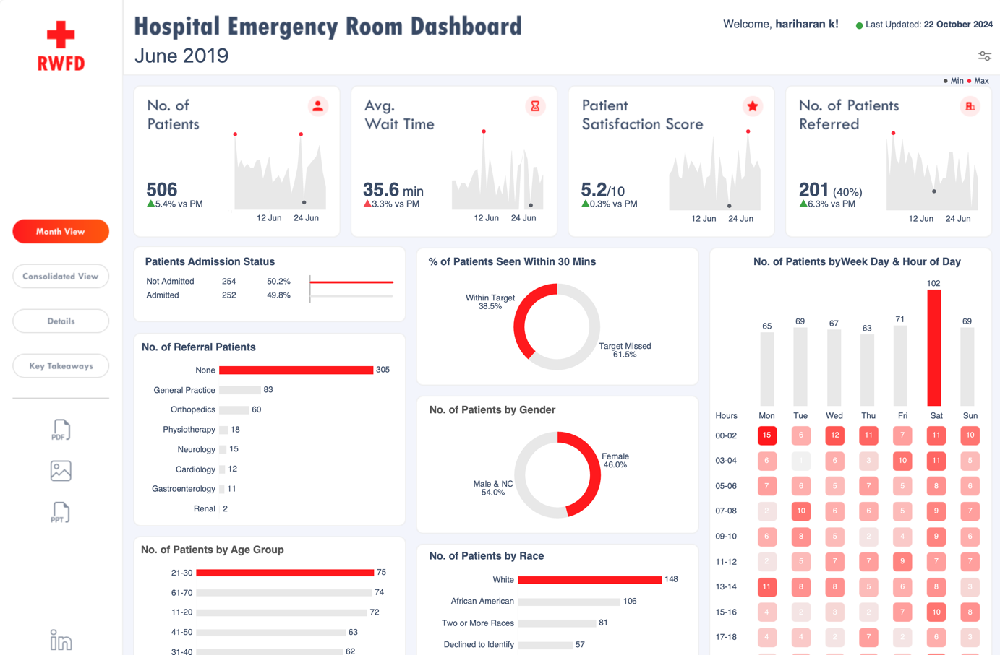 RWFD
Hospital Emergency Room Dashboard
June 2019
Welcome, hariharan k!
Last Updated: 22 October 2024
Min Max
Month View
Consolidated View
Details
Key Takeaways
PDF
PPT
in
No. of
Patients
506
5.4% vs PM
12 Jun 24 Jun
Avg.
Wait Time
35.6 min
3.3% vs PM
12 Jun 24 Jun
Patient
Satisfaction Score
5.2/10
0.3% vs PM
12 Jun 24 Jun
No. of Patients
Referred
201 (40%)
6.3% vs PM
12 Jun 24 Jun
Patients Admission Status
Not Admitted 254 50.2%
Admitted 252 49.8%
No. of Referral Patients
None 305
General Practice 83
Orthopedics 60
Physiotherapy 18
Neurology 15
Cardiology 12
Gastroenterology 11
Renal 2
No. of Patients by Age Group
21-30 75
61-70 74
11-20 72
41-50 63
31-40 62
% of Patients Seen Within 30 Mins
Within Target
38.5%
Target Missed
61.5%
No. of Patients by Gender
Female
46.0%
Male & NC
54.0%
No. of Patients by Race
White 148
African American 106
Two or More Races 81
Declined to Identify 57
No. of Patients byWeek Day & Hour of Day
65 69 67 63 71 102 69
Hours Mon Tue Wed Thu Fri Sat Sun
00-02 15 6 12 11 7 11 10
03-04 6 1 6 3 10 11 5
05-06 7 6 5 7 5 8 6
07-08 2 10 6 6 5 9 7
09-10 6 8 5 2 4 9 6
11-12 2 5 7 7 9 7 7
13-14 11 8 8 5 6 8 3
15-16 4 2 3 2 7 10 8
17-18 4 4 2 7 2 6 3